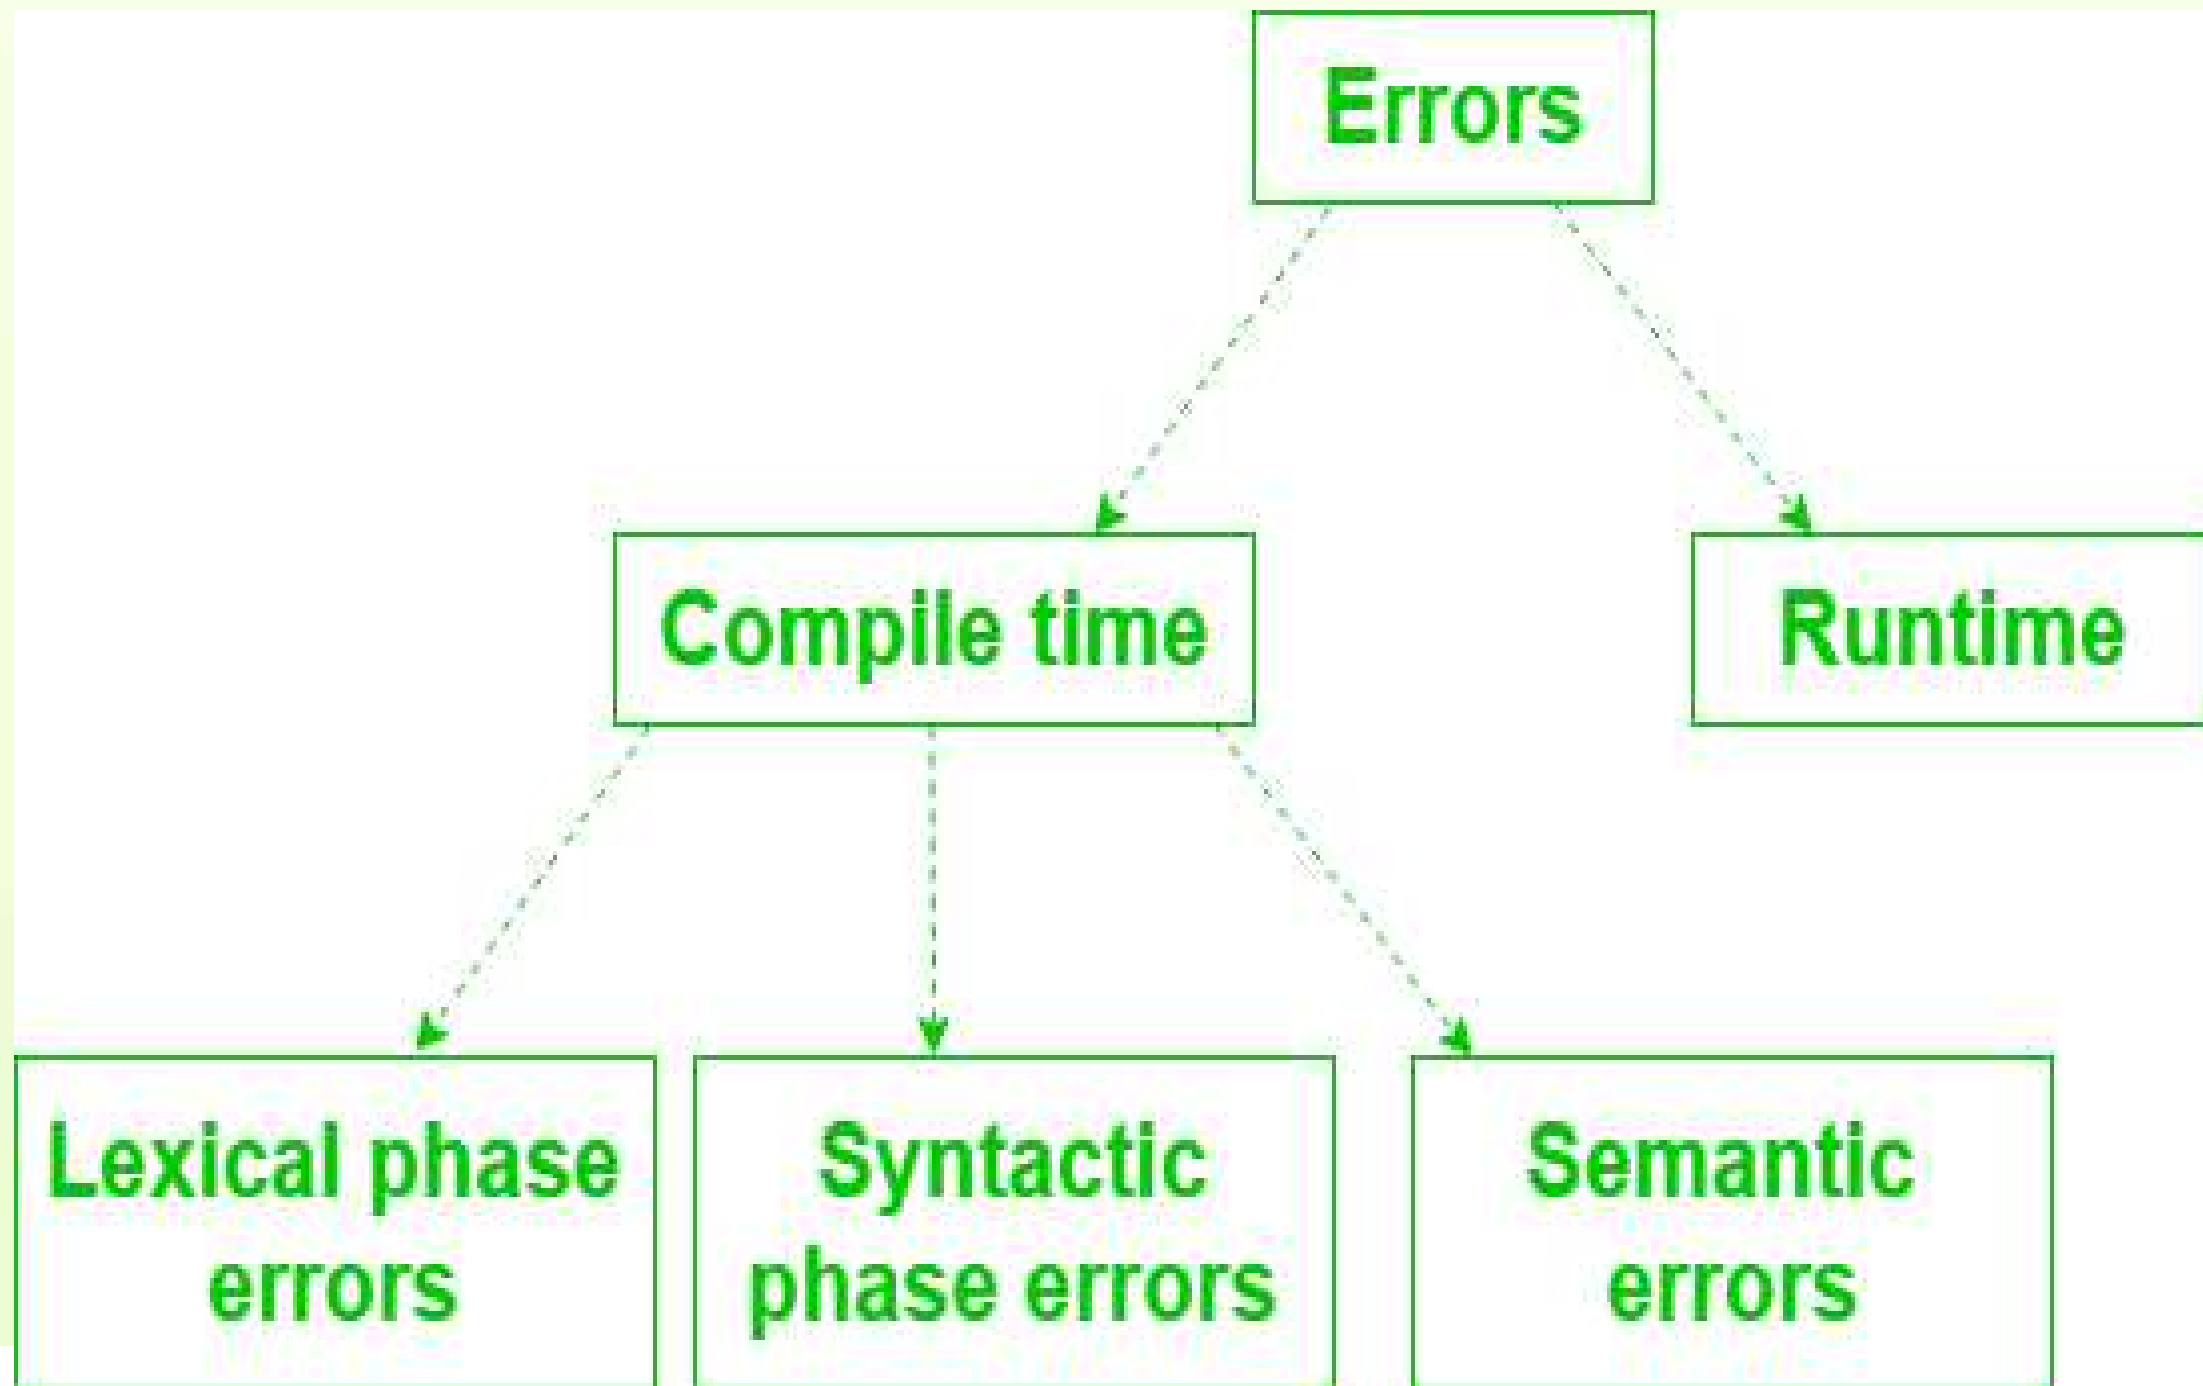 Errors
Compile time
Runtime
Lexical phase
errors
Syntactic
phase errors
Semantic
errors